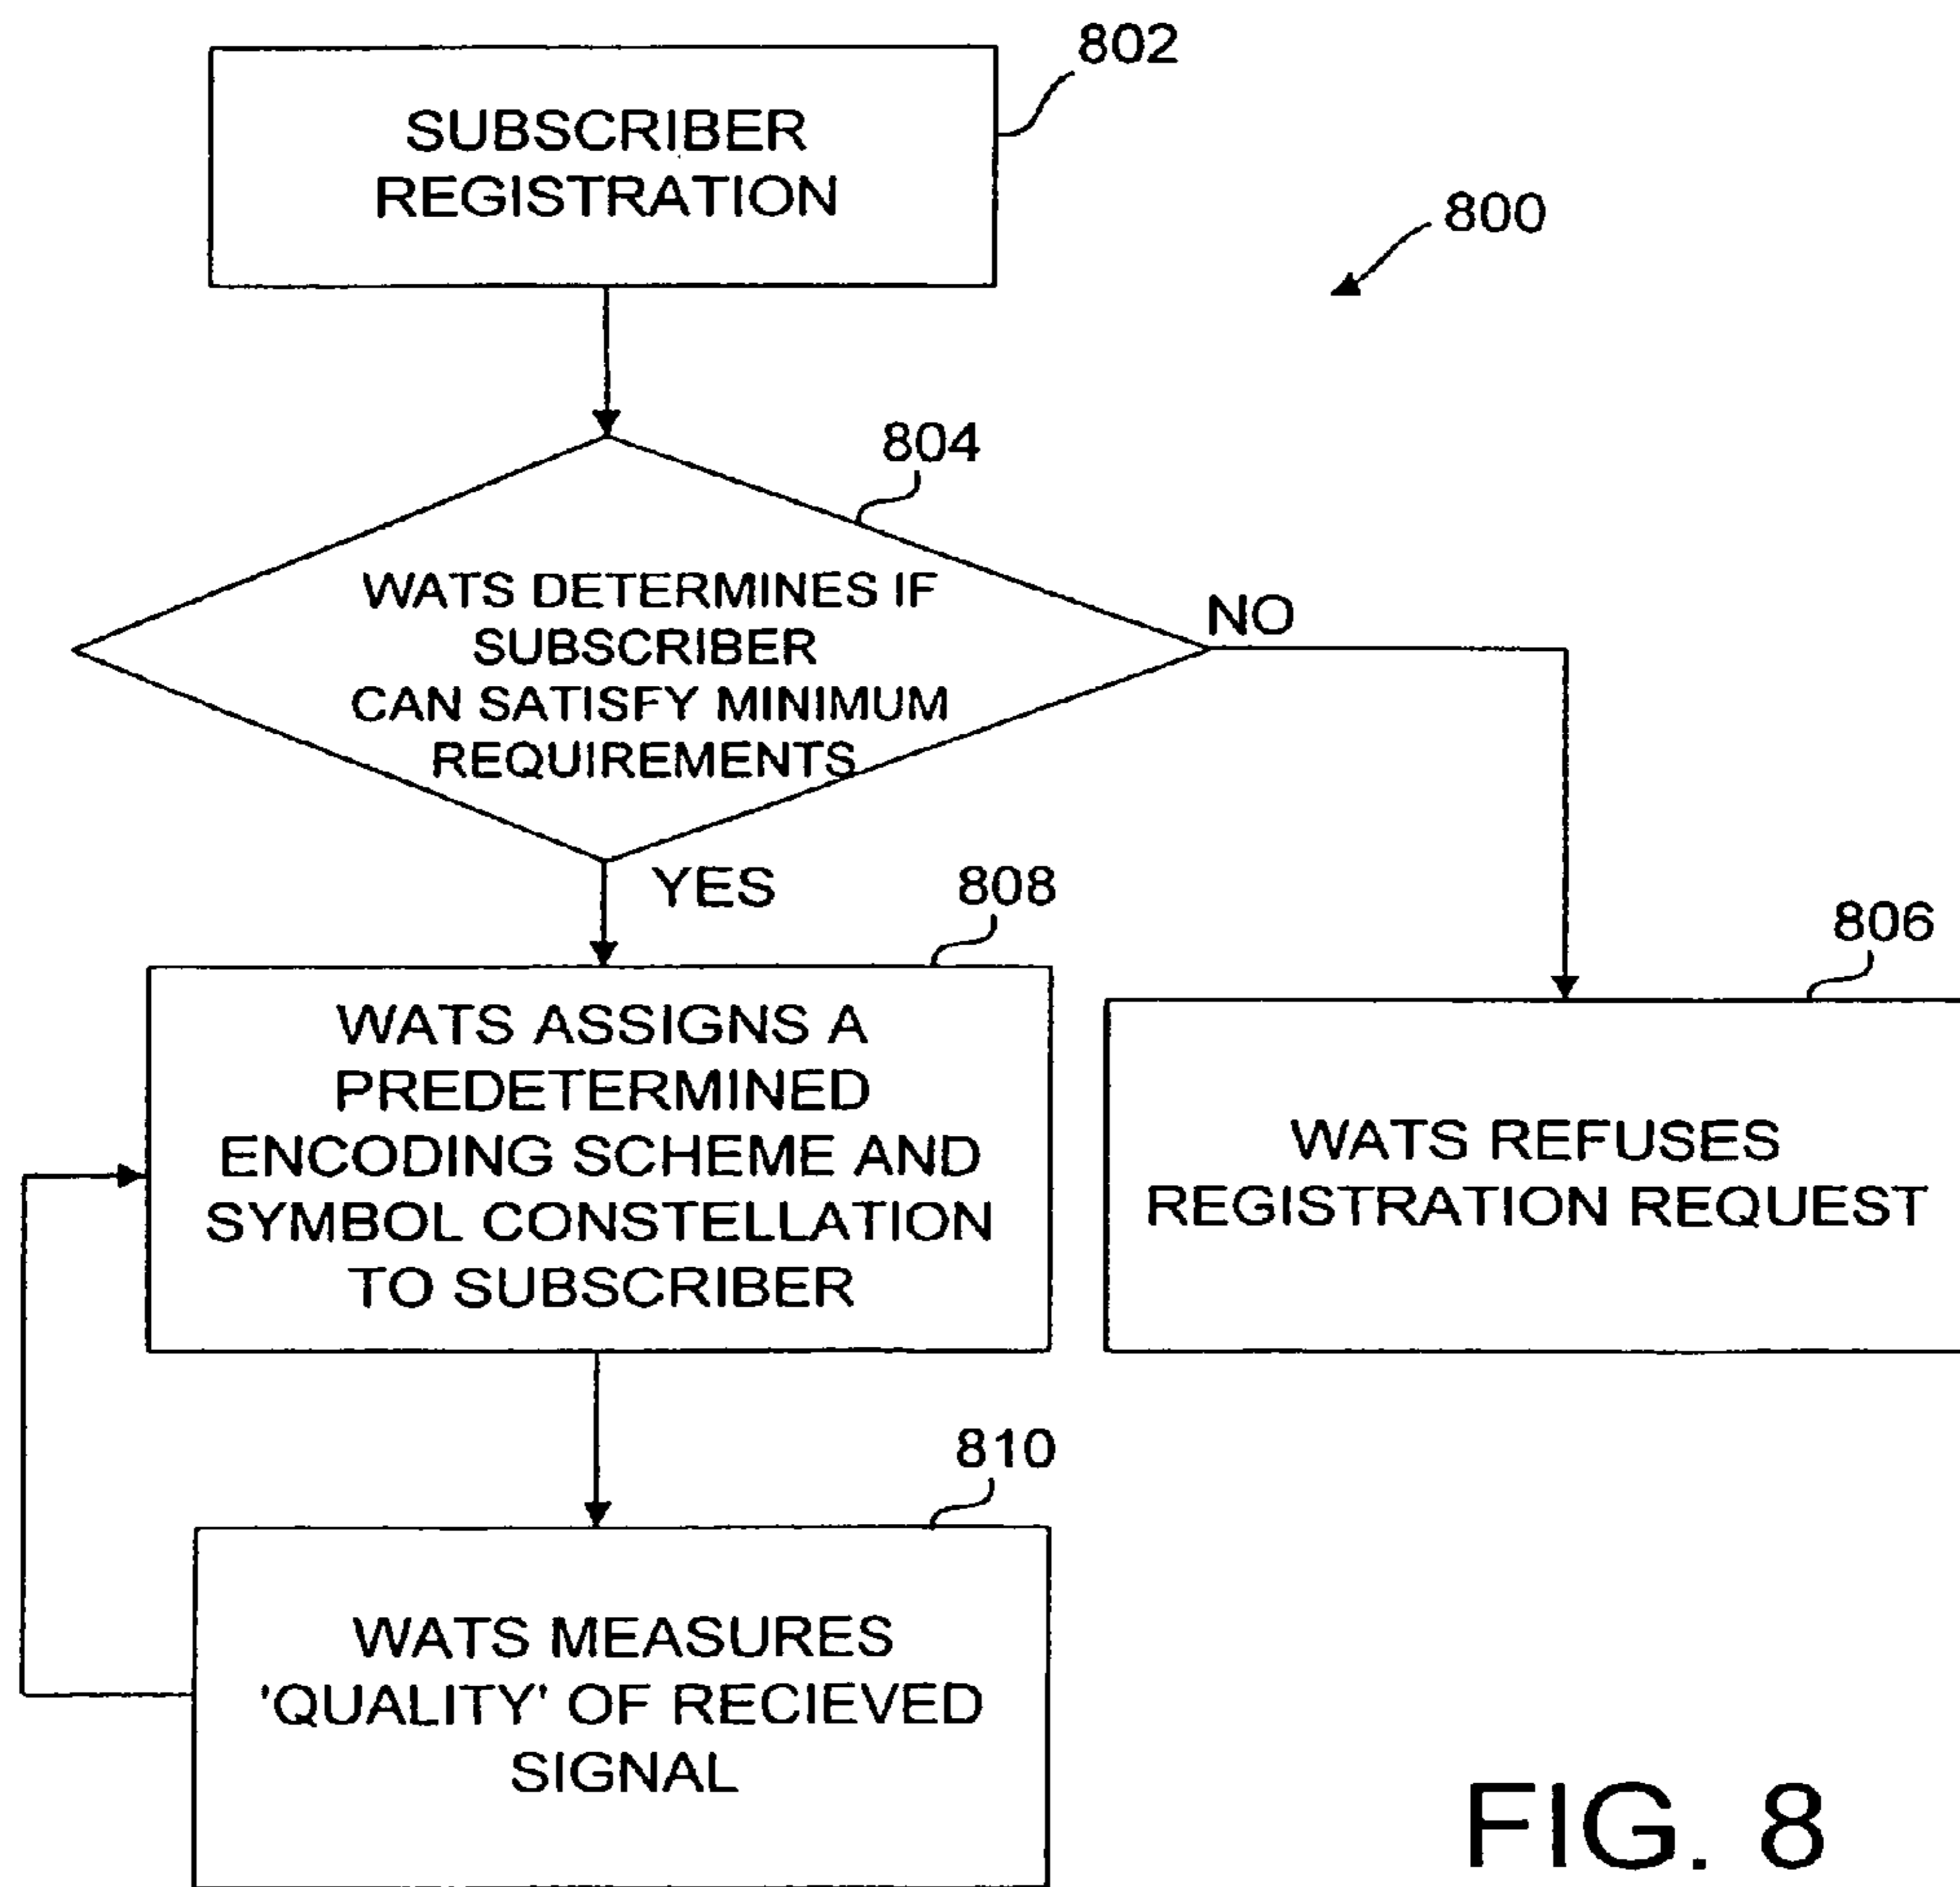 802
SUBSCRIBER
REGISTRATION
800
804
WATS DETERMINES IF
SUBSCRIBER
CAN SATISFY MINIMUM
REQUIREMENTS
NO
YES
808
806
WATS ASSIGNS A
PREDETERMINED
ENCODING SCHEME AND
SYMBOL CONSTELLATION
TO SUBSCRIBER
WATS REFUSES
REGISTRATION REQUEST
810
WATS MEASURES
'QUALITY' OF RECIEVED
SIGNAL
FIG. 8